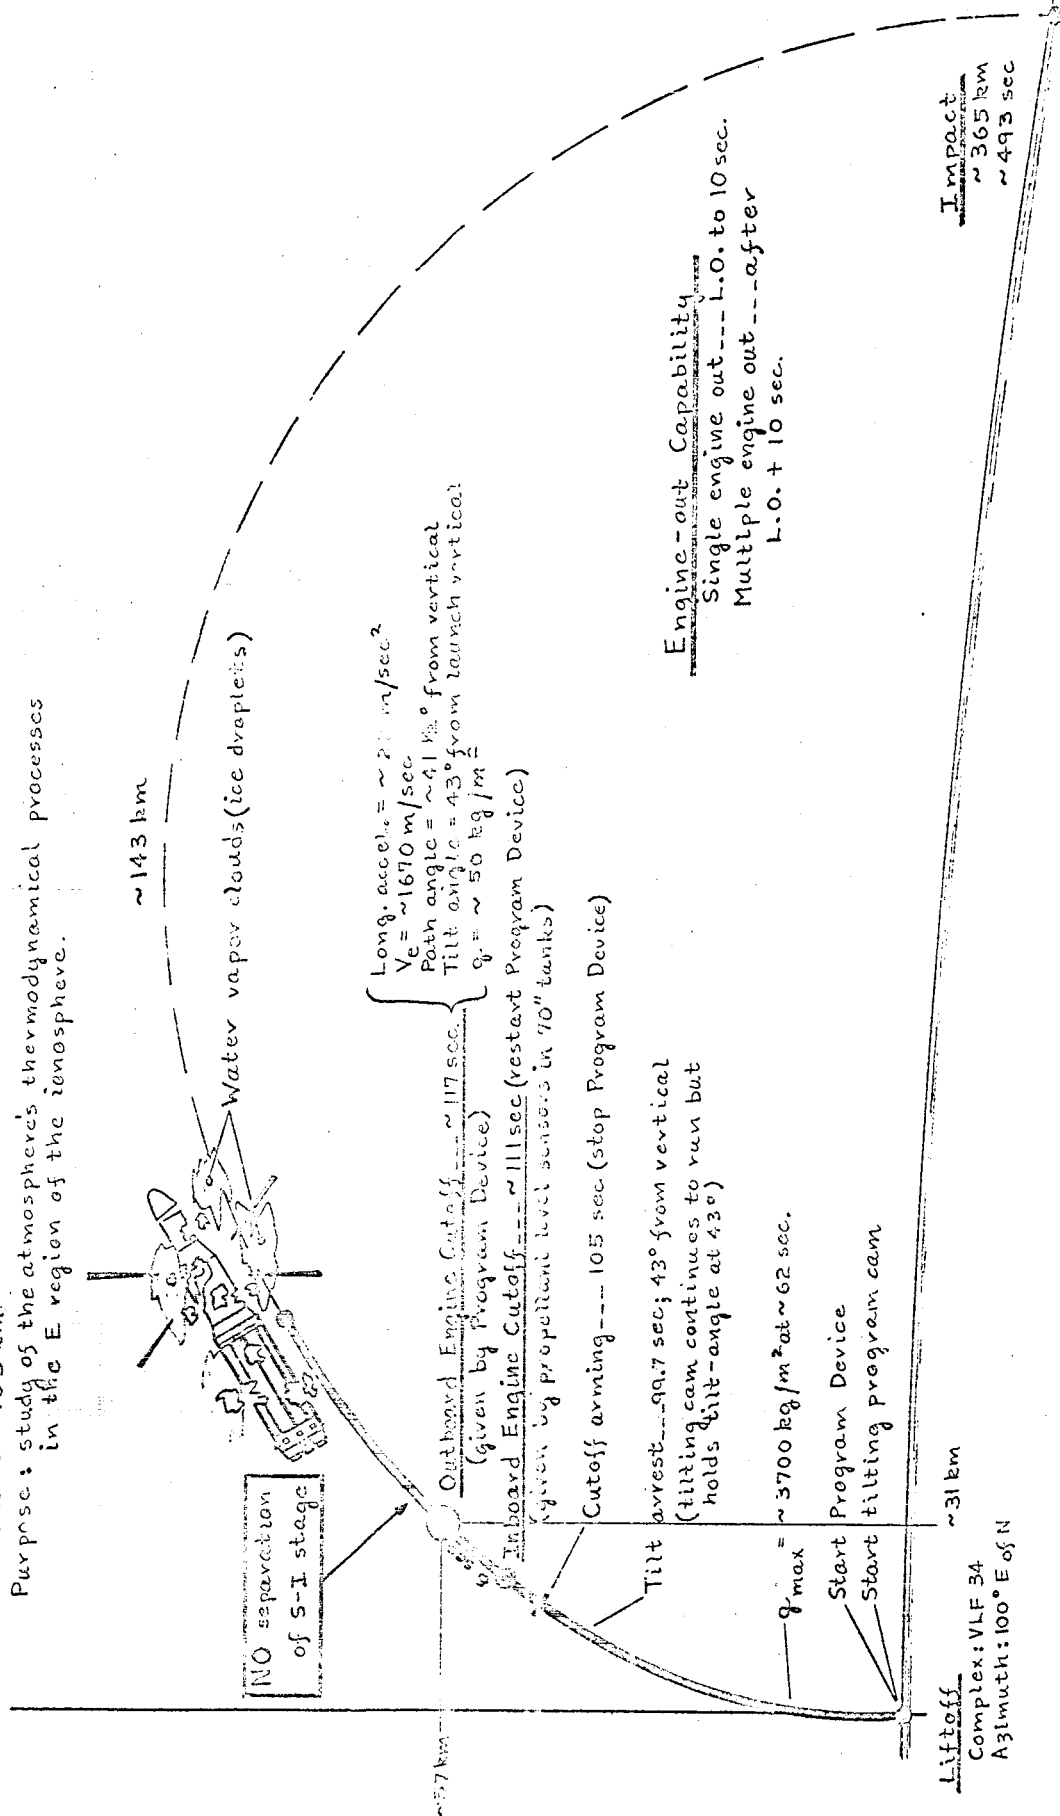 Purpose: study of the atmosphere's thermodynamical processes
in the E region of the ionosphere.
~143 km
Water vapor clouds (ice droplets)
NO separation
of S-I stage
~57 km
Outboard Engine Cutoff --- ~117 sec
(given by Program Device)
Long. accel. = ~ m/sec²
Ve = ~1670 m/sec
Path angle = ~41 ° from vertical
Tilt angle = 43° from launch vertical
q = ~ 50 kg/m²
Inboard Engine Cutoff --- ~111 sec (restart Program Device)
(given by propellant level sensors in 70" tanks)
Cutoff arming --- 105 sec (stop Program Device)
Tilt arrest --- 99.7 sec; 43° from vertical
(tilting cam continues to run but
holds tilt-angle at 43°)
q max = ~3700 kg/m² at ~62 sec.
Start Program Device
Start tilting program cam
Engine-out Capability
Single engine out --- L.O. to 10 sec.
Multiple engine out --- after
L.O. + 10 sec.
Liftoff
Complex: VLF 34
Azimuth: 100° E of N
~31 km
Impact
~365 km
~493 sec